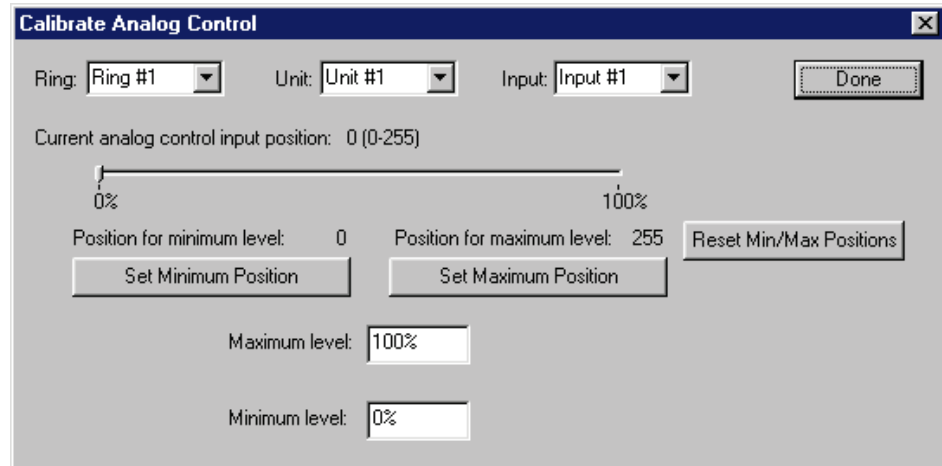 Calibrate Analog Control
Ring: Ring #1 Unit: Unit #1 Input: Input #1 Done
Current analog control input position: 0 (0-255)
0% 100%
Position for minimum level: 0 Position for maximum level: 255 Reset Min/Max Positions
Set Minimum Position Set Maximum Position
Maximum level: 100%
Minimum level: 0%